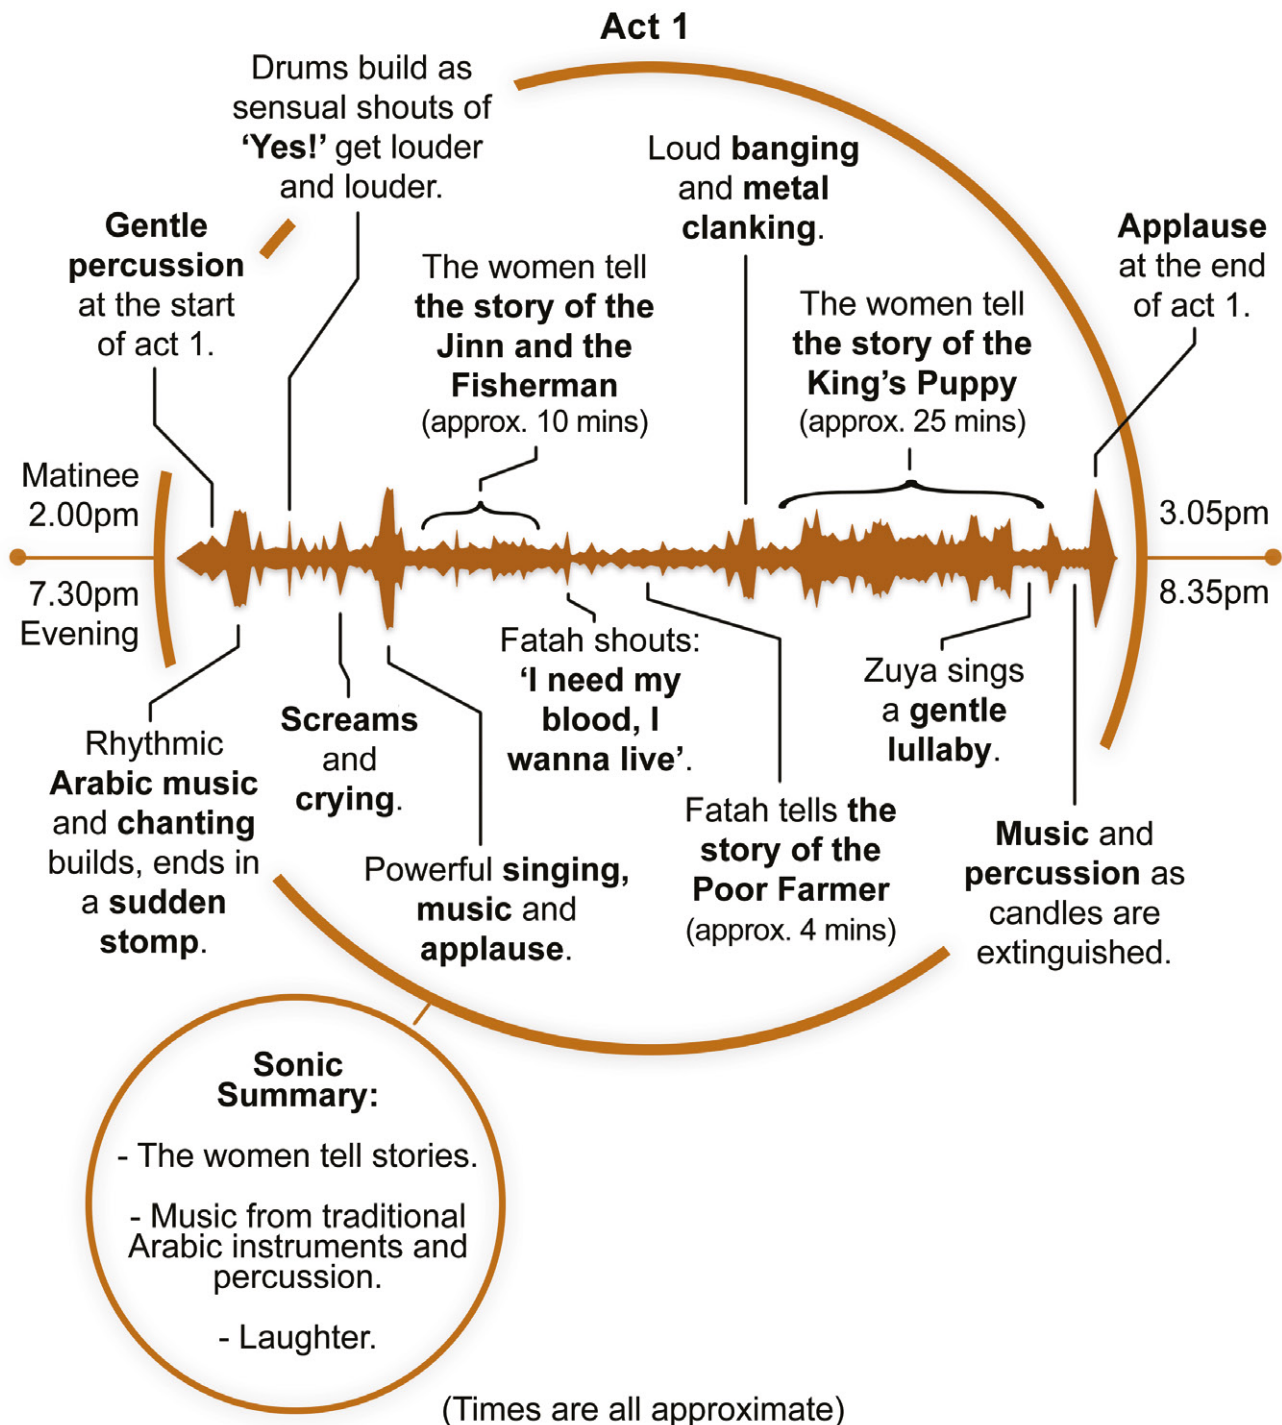 Act 1
Drums build as
sensual shouts of
‘Yes!’ get louder
and louder.
Gentle
percussion
at the start
of act 1.
The women tell
the story of the
Jinn and the
Fisherman
(approx. 10 mins)
Loud banging
and metal
clanking.
The women tell
the story of the
King’s Puppy
(approx. 25 mins)
Applause
at the end
of act 1.
Matinee
2.00pm
7.30pm
Evening
3.05pm
8.35pm
Rhythmic
Arabic music
and chanting
builds, ends in
a sudden
stomp.
Screams
and
crying.
Powerful singing,
music and
applause.
Fatah shouts:
‘I need my
blood, I
wanna live’.
Fatah tells the
story of the
Poor Farmer
(approx. 4 mins)
Zuya sings
a gentle
lullaby.
Music and
percussion as
candles are
extinguished.
Sonic
Summary:
- The women tell stories.
- Music from traditional
Arabic instruments and
percussion.
- Laughter.
(Times are all approximate)